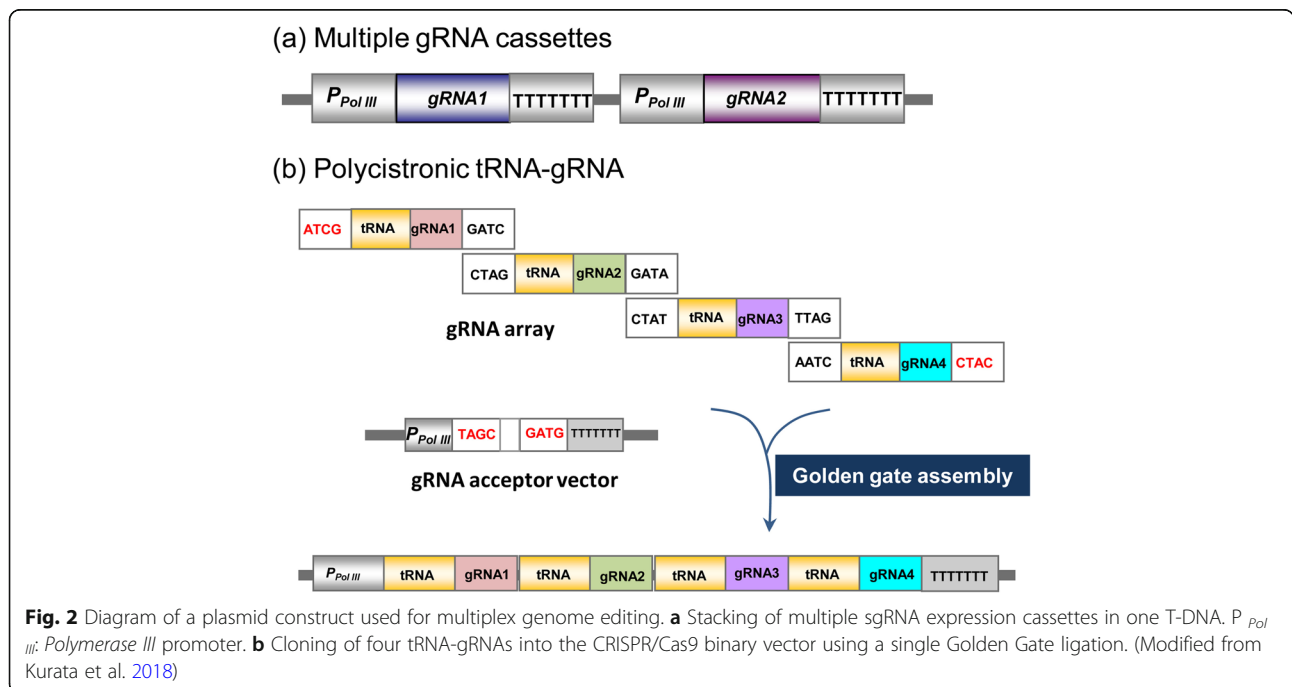 (a) Multiple gRNA cassettes
P Pol III gRNA1 TTTTTTT P Pol III gRNA2 TTTTTTT
(b) Polycistronic tRNA-gRNA
ATCG tRNA gRNA1 GATC
CTAG tRNA gRNA2 GATA
CTAT tRNA gRNA3 TTAG
gRNA array
AATC tRNA gRNA4 CTAC
P Pol III TAGC GATG TTTTTTT
gRNA acceptor vector
Golden gate assembly
P Pol III tRNA gRNA1 tRNA gRNA2 tRNA gRNA3 tRNA gRNA4 TTTTTTT
Fig. 2 Diagram of a plasmid construct used for multiplex genome editing. a Stacking of multiple sgRNA expression cassettes in one T-DNA. P Pol
III: Polymerase III promoter. b Cloning of four tRNA-gRNAs into the CRISPR/Cas9 binary vector using a single Golden Gate ligation. (Modified from
Kurata et al. 2018)